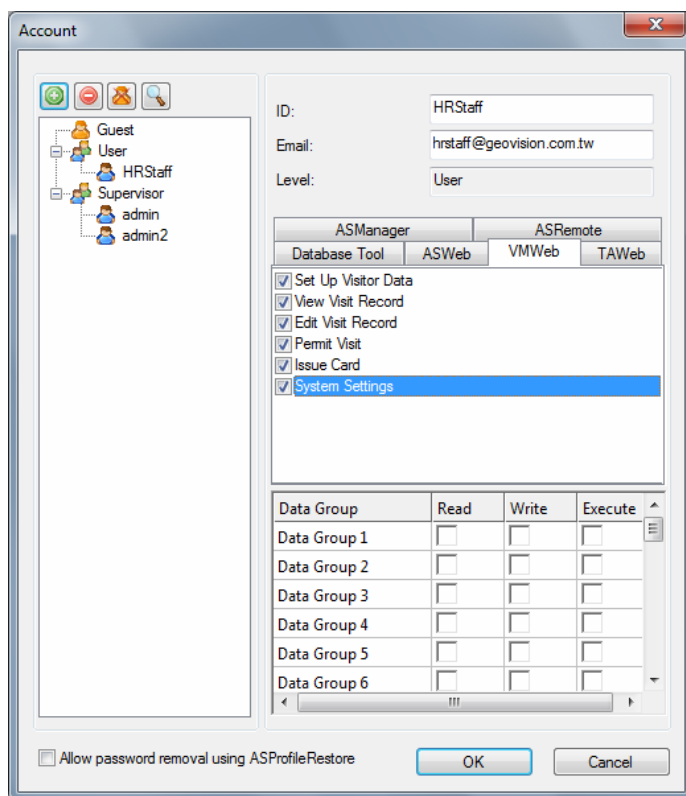 Account
Guest
User
HRStaff
Supervisor
admin
admin2
ID:
HRStaff
Email:
hrstaff@geovision.com.tw
Level:
User
ASManager
ASRemote
Database Tool
ASWeb
VMWeb
TAWeb
Set Up Visitor Data
View Visit Record
Edit Visit Record
Permit Visit
Issue Card
System Settings
Data Group Read Write Execute
Data Group 1
Data Group 2
Data Group 3
Data Group 4
Data Group 5
Data Group 6
Allow password removal using ASProfileRestore
OK
Cancel